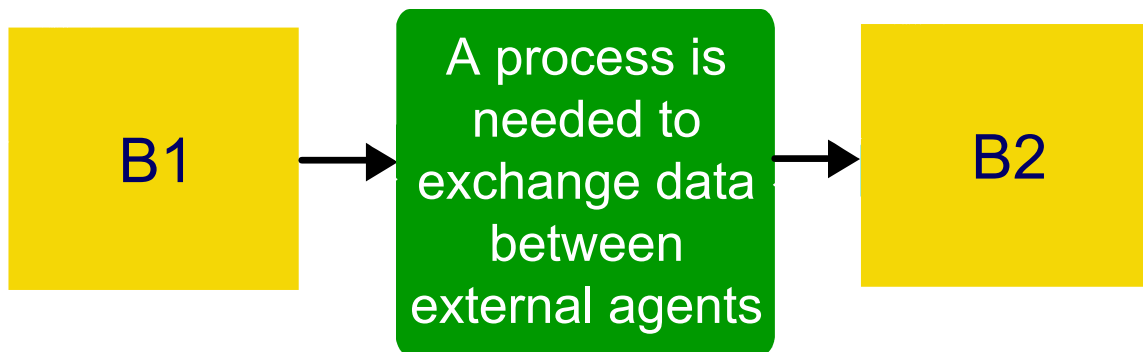 B1
A process is
needed to
exchange data
between
external agents
B2